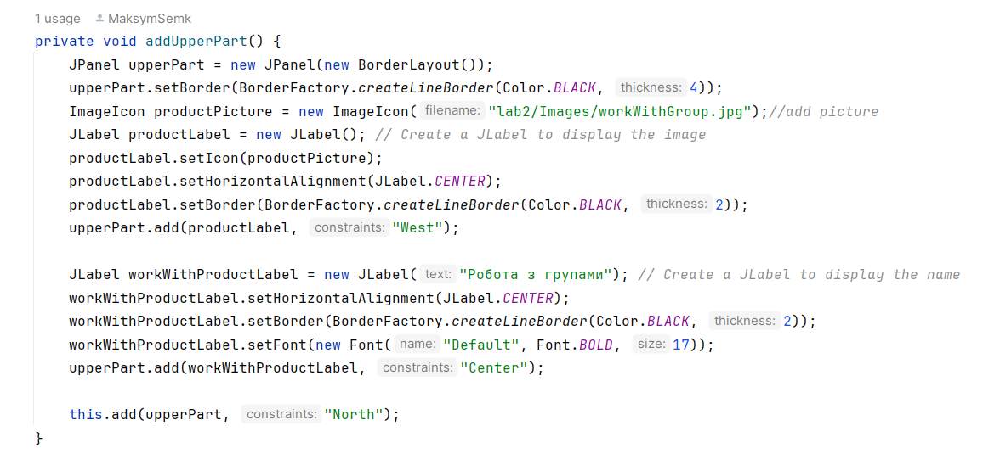 1 usage MaksymSemk
private void addUpperPart() {
    JPanel upperPart = new JPanel(new BorderLayout());
    upperPart.setBorder(BorderFactory.createLineBorder(Color.BLACK, thickness: 4));
    ImageIcon productPicture = new ImageIcon( filename: "lab2/Images/workWithGroup.jpg");//add picture
    JLabel productLabel = new JLabel(); // Create a JLabel to display the image
    productLabel.setIcon(productPicture);
    productLabel.setHorizontalAlignment(JLabel.CENTER);
    productLabel.setBorder(BorderFactory.createLineBorder(Color.BLACK, thickness: 2));
    upperPart.add(productLabel, constraints: "West");

    JLabel workWithProductLabel = new JLabel( text: "Робота з групами"); // Create a JLabel to display the name
    workWithProductLabel.setHorizontalAlignment(JLabel.CENTER);
    workWithProductLabel.setBorder(BorderFactory.createLineBorder(Color.BLACK, thickness: 2));
    workWithProductLabel.setFont(new Font( name: "Default", Font.BOLD, size: 17));
    upperPart.add(workWithProductLabel, constraints: "Center");

    this.add(upperPart, constraints: "North");
}